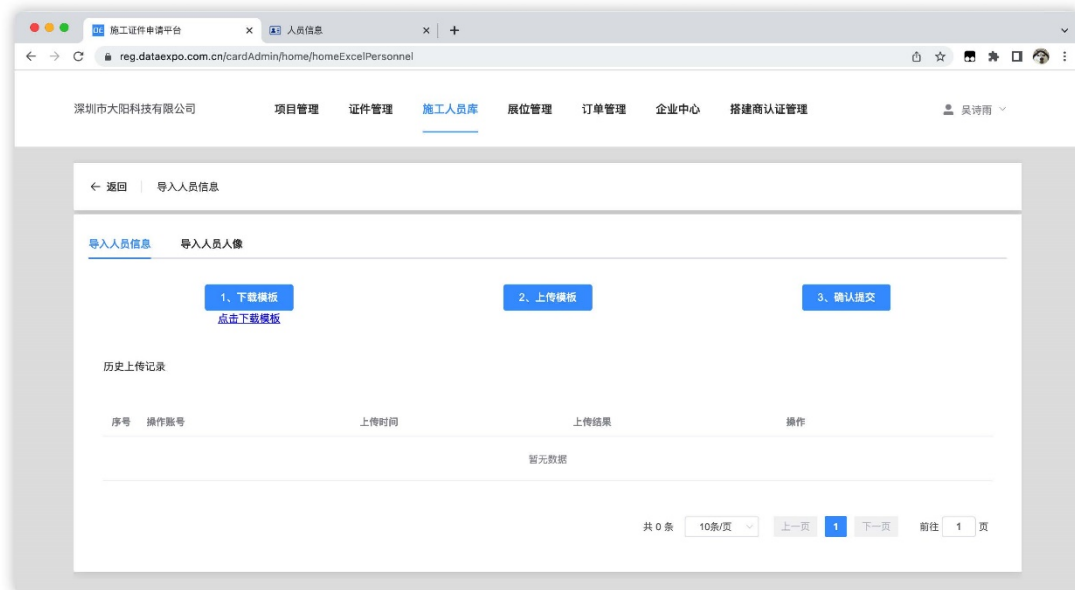 施工证件申请平台
人员信息
reg.dataexpo.com.cn/cardAdmin/home/homeExcelPersonnel
深圳市大阳科技有限公司 项目管理 证件管理 施工人员库 展位管理 订单管理 企业中心 搭建商认证管理 吴诗雨
← 返回 导入人员信息
导入人员信息 导入人员人像
1、下载模板 2、上传模板 3、确认提交
点击下载模板
历史上传记录
序号 操作账号 上传时间 上传结果 操作
暂无数据
共 0 条 10条/页 上一页 1 下一页 前往 1 页